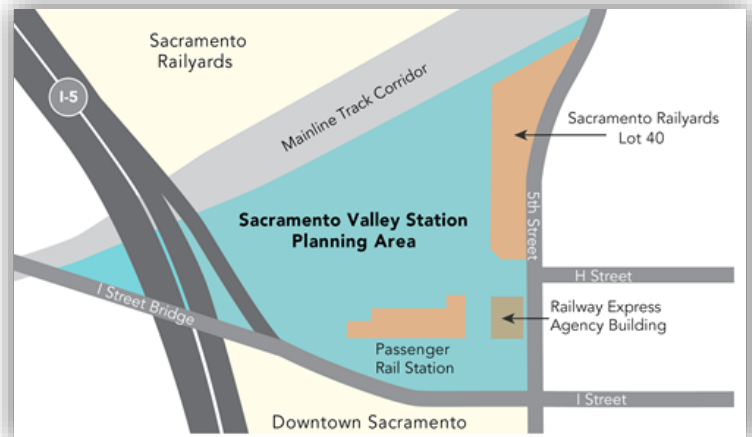 Sacramento
Railyards
I-5
Mainline Track Corridor
Sacramento Railyards
Lot 40
Sacramento Valley Station
Planning Area
5th Street
H Street
I Street Bridge
Railway Express
Agency Building
Passenger
Rail Station
I Street
Downtown Sacramento